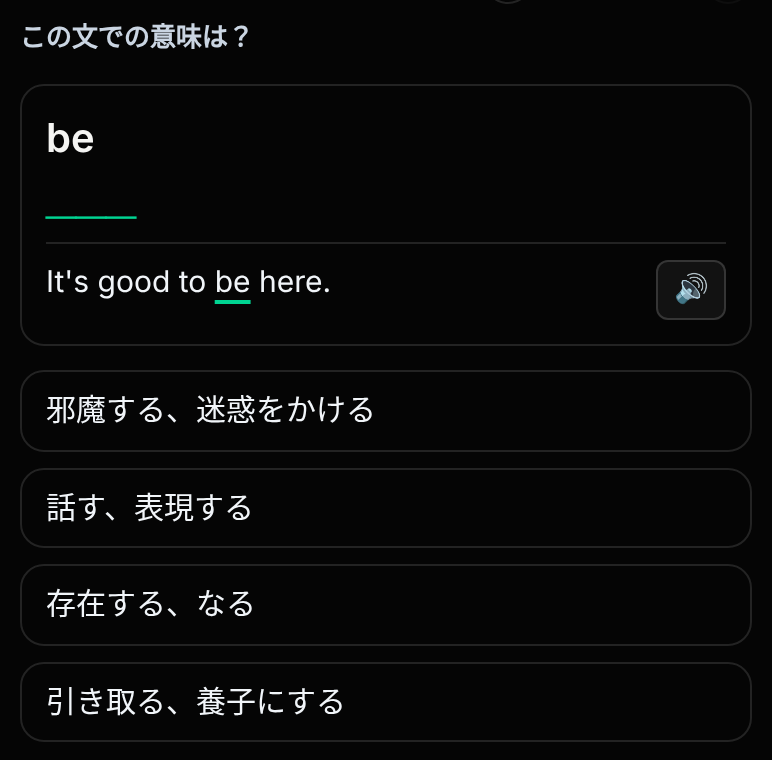 この文での意味は？
be
It's good to be here.
邪魔する、迷惑をかける
話す、表現する
存在する、なる
引き取る、養子にする